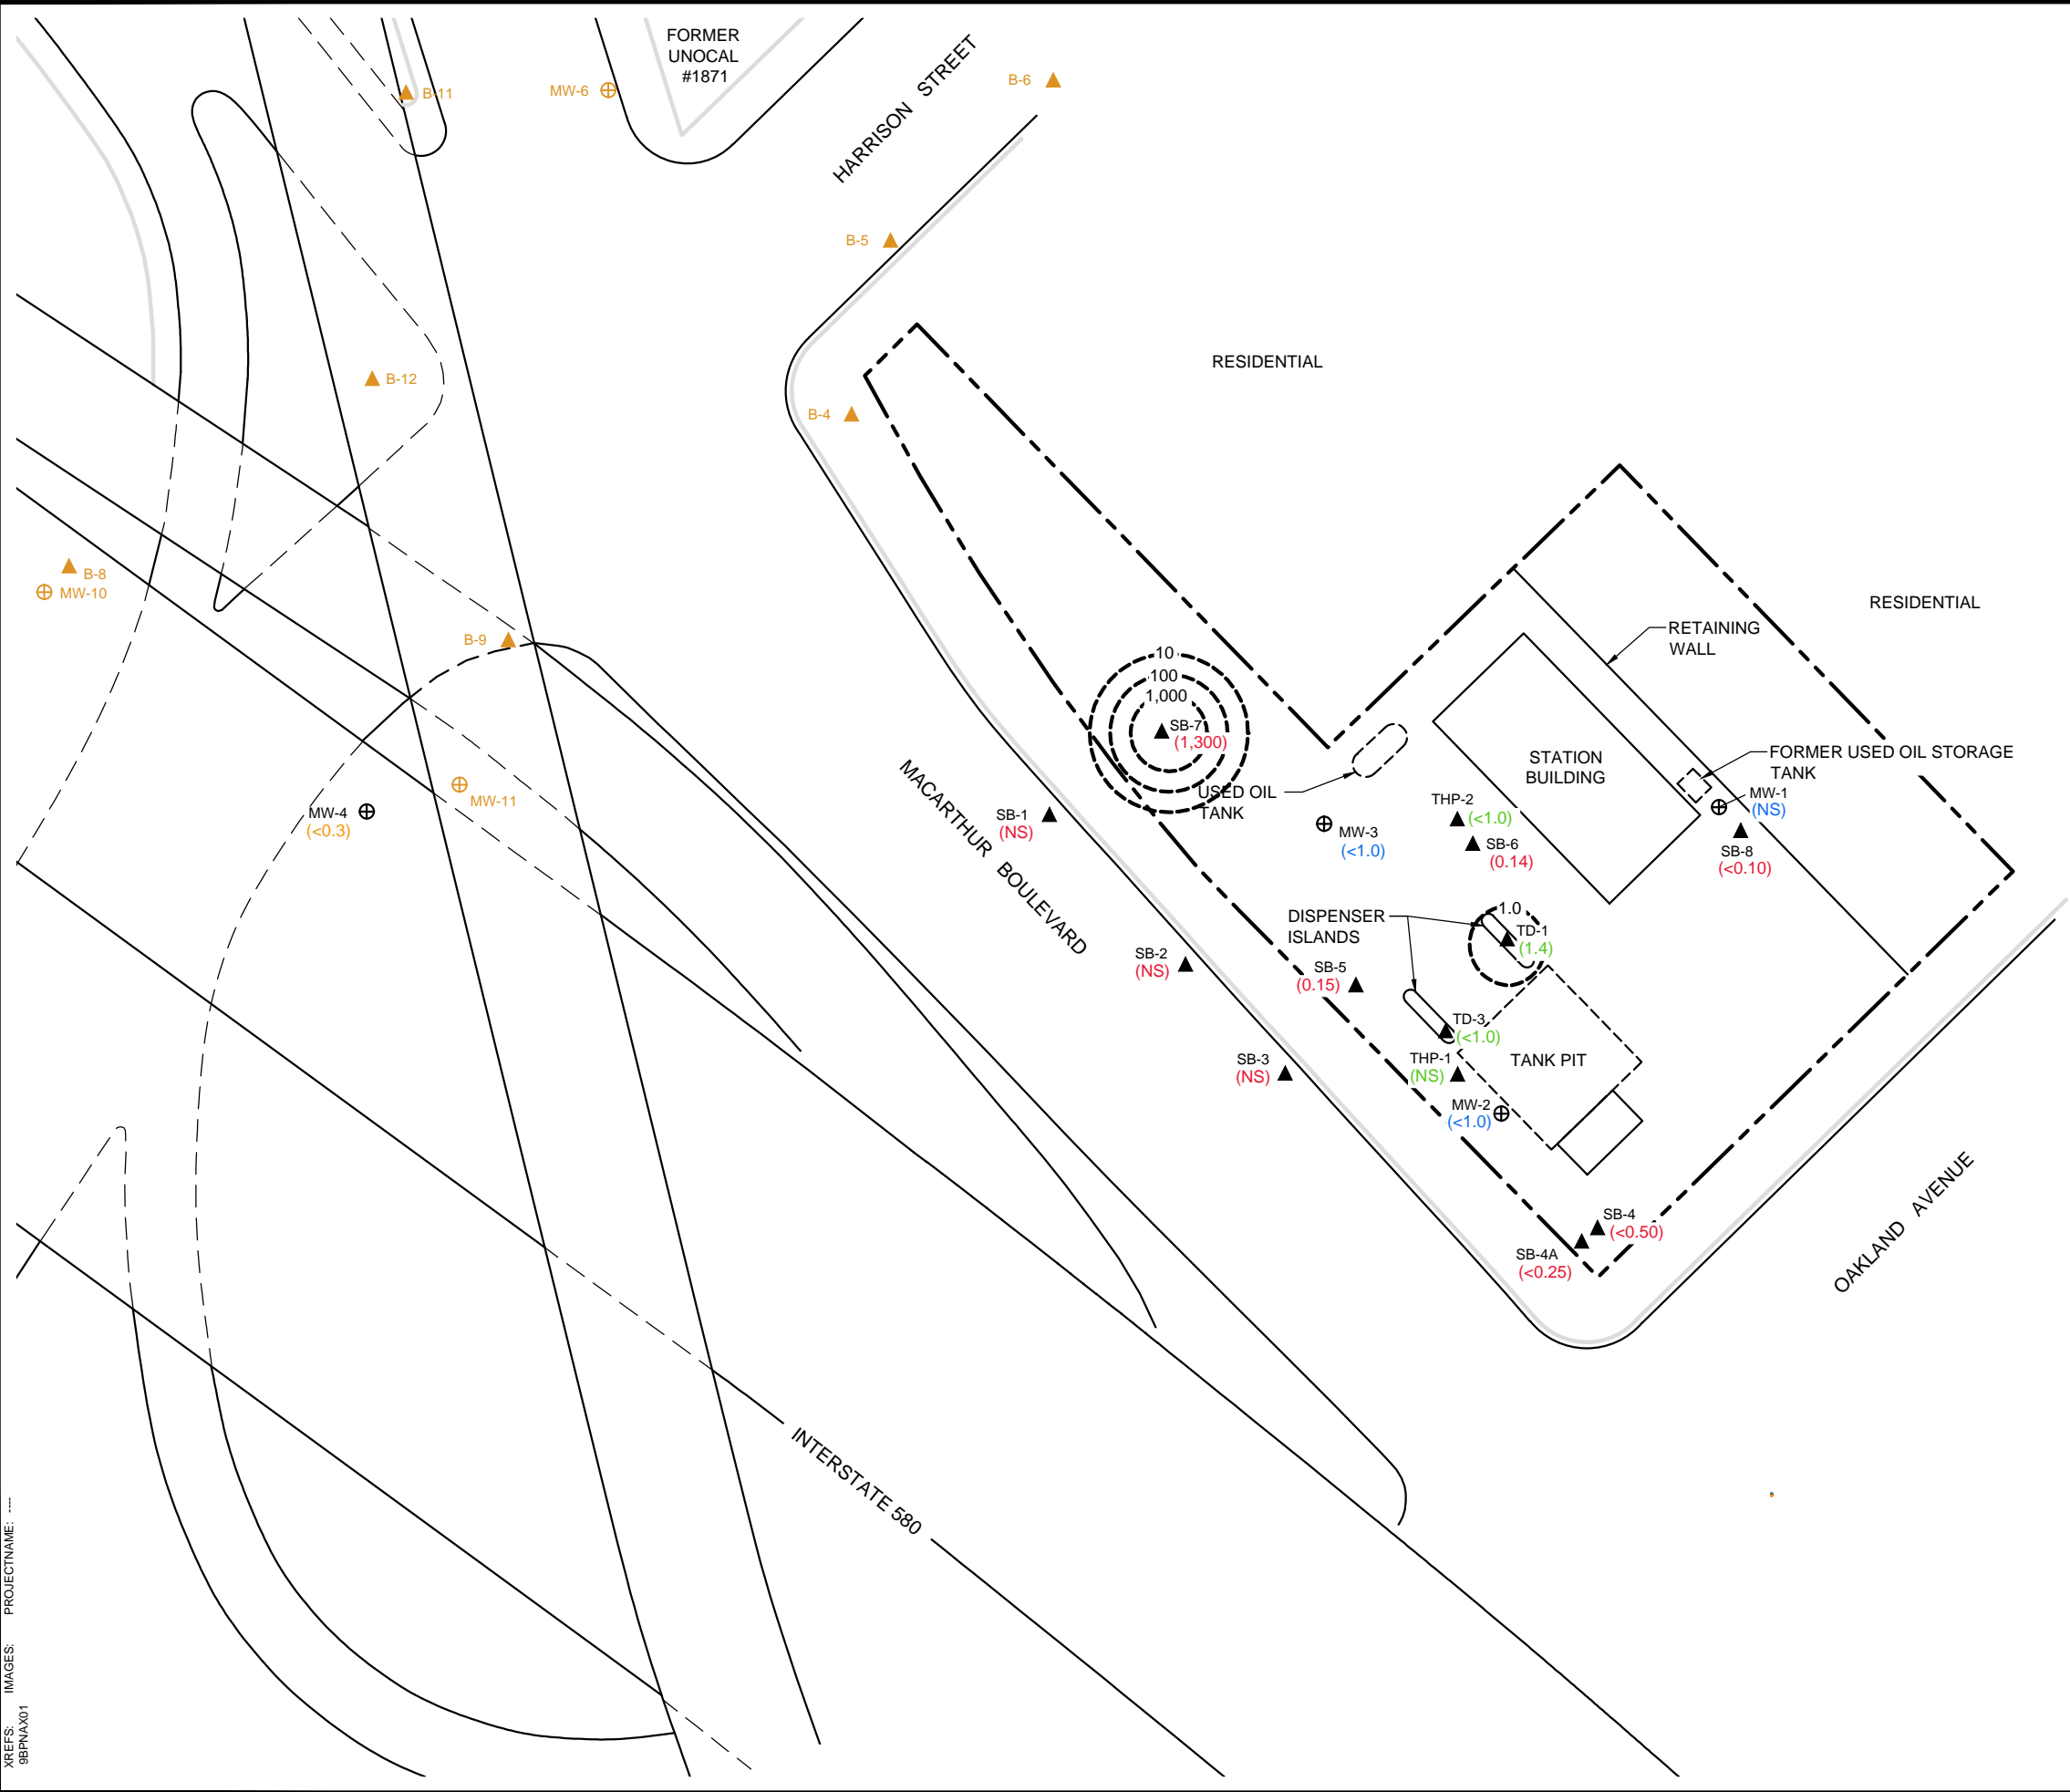 FORMER
UNOCAL
#1871
HARRISON STREET
B-6
B-11
MW-6
B-5
RESIDENTIAL
B-12
B-4
B-8
MW-10
B-9
RESIDENTIAL
RETAINING
WALL
10
100
1,000
SB-7
(1,300)
STATION
BUILDING
FORMER USED OIL STORAGE
TANK
USED OIL
TANK
MW-1
(NS)
MW-11
MW-4
(<0.3)
SB-1
(NS)
MACARTHUR BOULEVARD
MW-3
(<1.0)
THP-2
(<1.0)
SB-6
(0.14)
SB-8
(<0.10)
DISPENSER
ISLANDS
1.0
TD-1
(1.4)
SB-2
(NS)
SB-5
(0.15)
TD-3
(<1.0)
SB-3
(NS)
THP-1
(NS)
TANK PIT
MW-2
(<1.0)
SB-4
(<0.50)
SB-4A
(<0.25)
OAKLAND AVENUE
INTERSTATE 580
XREFS: IMAGES: PROJECTNAME: ----
9BPNAX01